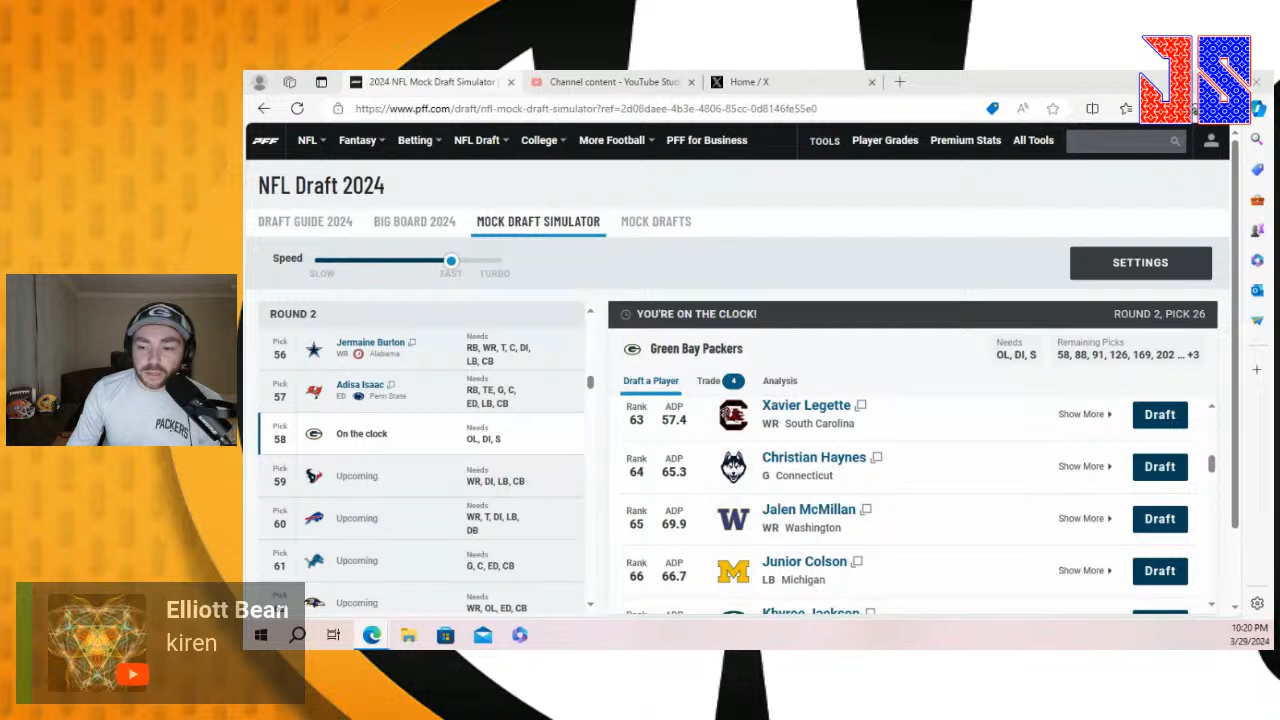 JS
2024 NFL Mock Draft Simulator
Channel content - YouTube Stud
Home / X
https://www.pff.com/draft/nfl-mock-draft-simulator?ref=2d08daee-4b3e-4806-85cc-0d8146fe55e0
PFF NFL Fantasy Betting NFL Draft College More Football PFF for Business TOOLS Player Grades Premium Stats All Tools
NFL Draft 2024
DRAFT GUIDE 2024 BIG BOARD 2024 MOCK DRAFT SIMULATOR MOCK DRAFTS
Speed
SLOW FAST TURBO
SETTINGS
ROUND 2
Pick 56 Jermaine Burton WR Alabama Needs RB, WR, T, C, DI, LB, CB
Pick 57 Adisa Isaac ED Penn State Needs RB, TE, G, C, ED, LB, CB
Pick 58 On the clock Needs OL, DI, S
Pick 59 Upcoming Needs WR, DI, LB, CB
Pick 60 Upcoming Needs WR, T, DI, LB, DB
Pick 61 Upcoming Needs G, C, ED, CB
Upcoming Needs WR, OL, ED, CB
YOU'RE ON THE CLOCK! ROUND 2, PICK 26
Green Bay Packers
Needs OL, DI, S
Remaining Picks 58, 88, 91, 126, 169, 202 ... +3
Draft a Player Trade 4 Analysis
Rank 63 ADP 57.4 Xavier Legette WR South Carolina Show More Draft
Rank 64 ADP 65.3 Christian Haynes G Connecticut Show More Draft
Rank 65 ADP 69.9 Jalen McMillan WR Washington Show More Draft
Rank 66 ADP 66.7 Junior Colson LB Michigan Show More Draft
Khyree Jackson
10:20 PM
3/29/2024
PACKERS
Elliott Bean
kiren